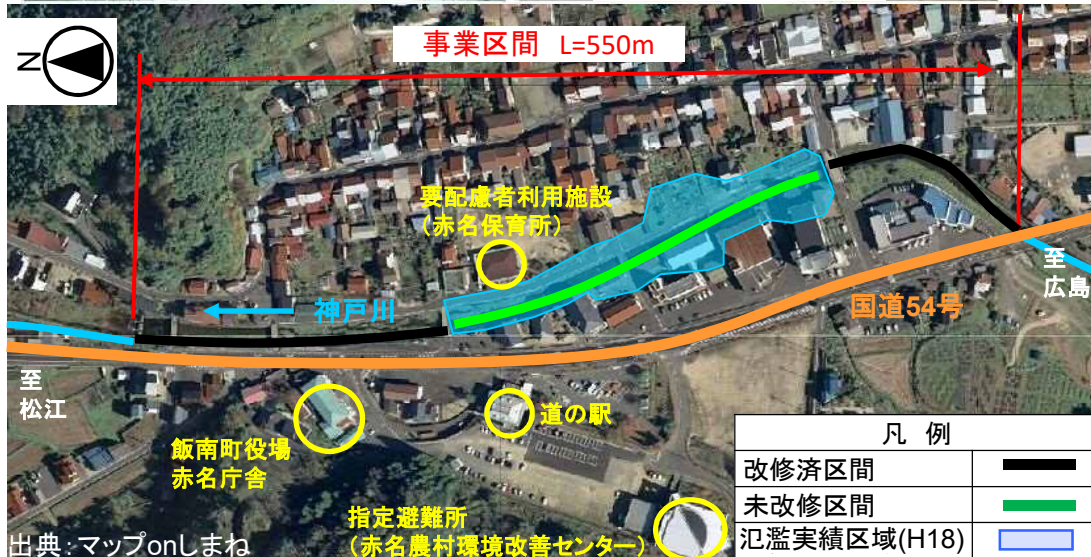 事業区間 L=550m
N
要配慮者利用施設
(赤名保育所)
神戸川
国道54号
至
広島
至
松江
飯南町役場
赤名庁舎
道の駅
指定避難所
(赤名農村環境改善センター)
凡 例
改修済区間
未改修区間
氾濫実績区域(H18)
出典:マップonしまね